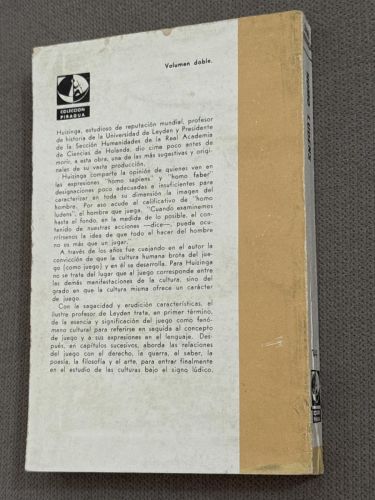 Volumen doble.
COLECCION
PIRAGUA
Huizinga, estudioso de reputación mundial, profesor
de historia de la Universidad de Leyden y Presidente
de la Sección Humanidades de la Real Academia
de Ciencias de Holanda, dio cime poco antes de
morir, a esta obra, una de las más sugestivas y origi-
nales de su vasta producción.
Huizinga comparte la opinión de quienes ven en
las expresiones "homo sapiens" y "homo faber"
designaciones poco adecuadas e insuficientes para
caracterizar en toda su dimensión la imagen del
hombre. Por eso acude al calificativo de "homo
ludens", el hombre que juega, "Cuando examinemos
hasta el fondo, en la medida de lo posible, el con-
tenido de nuestras acciones —dice—, puede ocu-
rrírsenos la idea de que todo el hacer del hombre
no es más que un jugar."
A través de los años fue cuajando en el autor la
convicción de que la cultura humana brota del jue-
go (como juego) y en él se desarrolla. Para Huizinga
no se trata del lugar que al juego corresponde entre
las demás manifestaciones de la cultura, sino del
grado en que la cultura misma ofrece un carácter
de juego.
Con la sagacidad y erudición características, el
ilustre profesor de Leyden trata, en primer término,
de la esencia y significación del juego como fenó-
meno cultural para referirse en seguida al concepto
de juego y a sus expresiones en el lenguaje. Des-
pués, en capítulos sucesivos, aborda las relaciones
del juego con el derecho, la guerra, el saber, la
poesía, la filosofía y el arte, para entrar finalmente
en el estudio de las culturas bajo el signo lúdico.
HOMO LUDENS